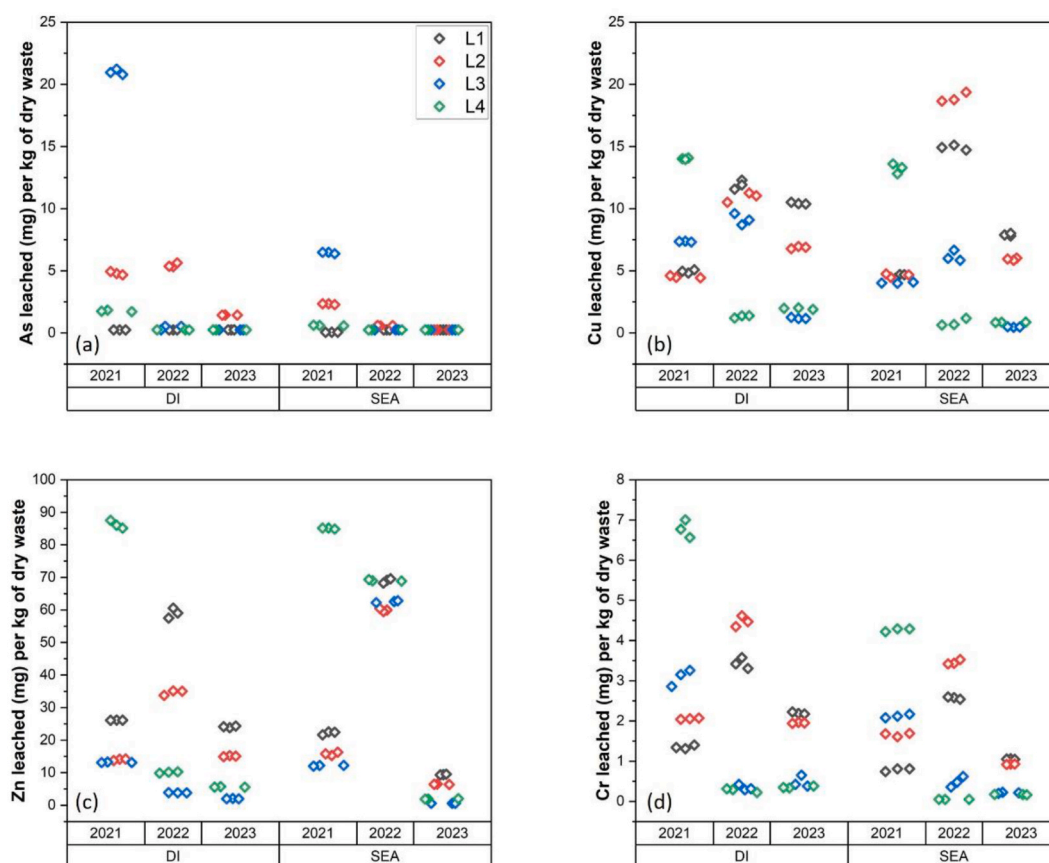 As leached (mg) per kg of dry waste
25
20
15
10
5
0
L1
L2
L3
L4
(a)
2021 2022 2023 2021 2022 2023
DI SEA
Cu leached (mg) per kg of dry waste
25
20
15
10
5
0
(b)
2021 2022 2023 2021 2022 2023
DI SEA
Zn leached (mg) per kg of dry waste
100
90
80
70
60
50
40
30
20
10
0
(c)
2021 2022 2023 2021 2022 2023
DI SEA
Cr leached (mg) per kg of dry waste
8
7
6
5
4
3
2
1
0
(d)
2021 2022 2023 2021 2022 2023
DI SEA